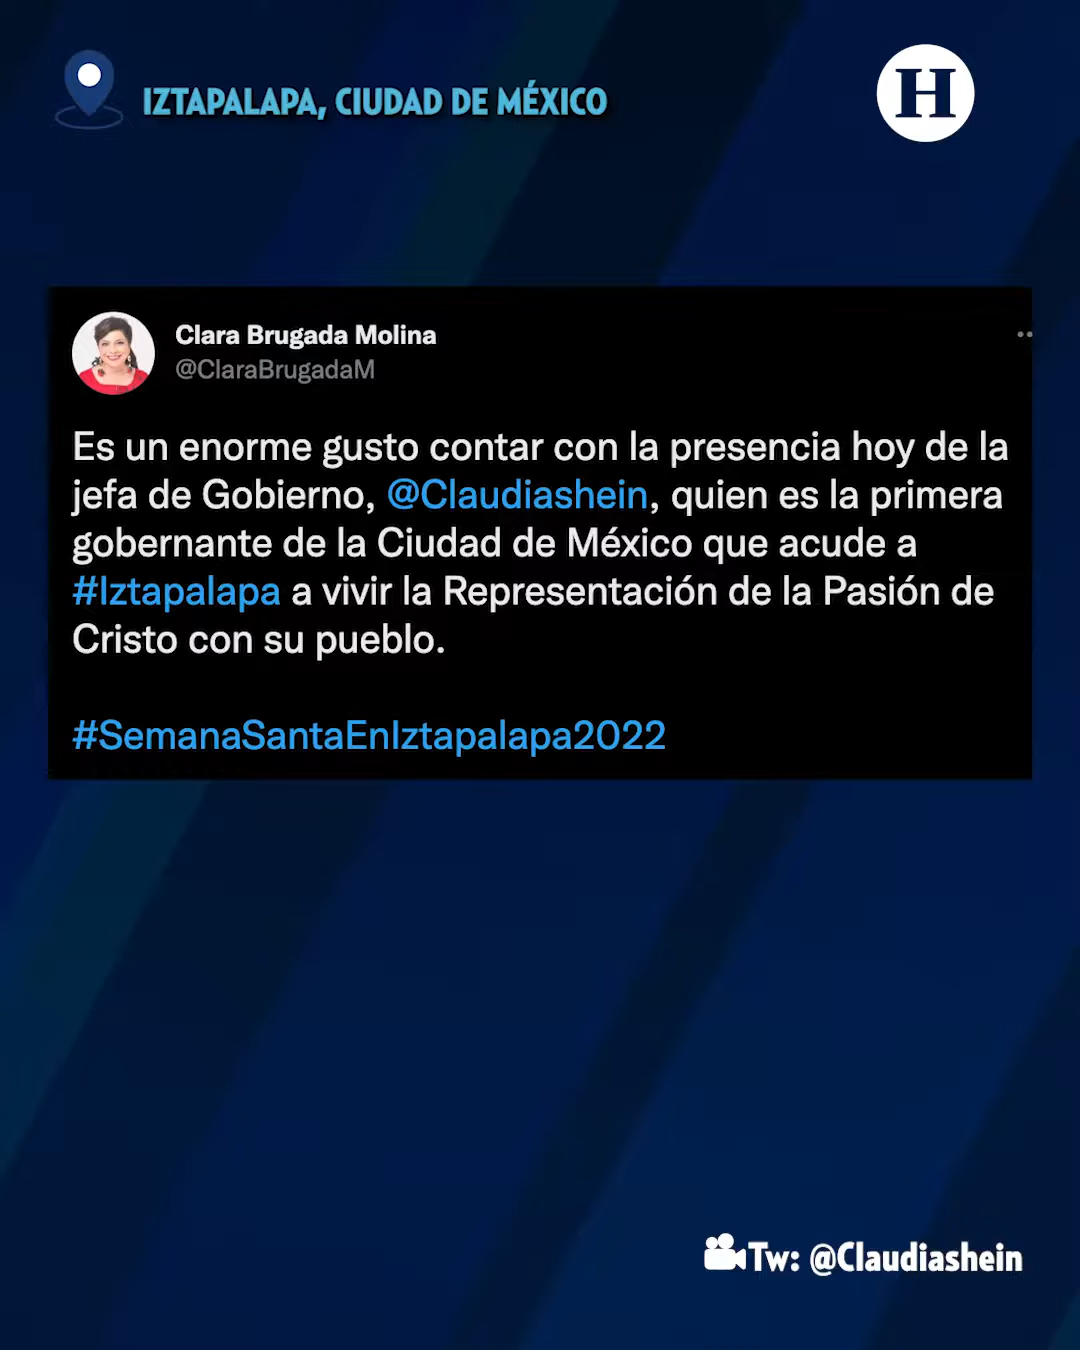 IZTAPALAPA, CIUDAD DE MÉXICO
H
Clara Brugada Molina
@ClaraBrugadaM
Es un enorme gusto contar con la presencia hoy de la
jefa de Gobierno, @Claudiashein, quien es la primera
gobernante de la Ciudad de México que acude a
#Iztapalapa a vivir la Representación de la Pasión de
Cristo con su pueblo.
#SemanaSantaEnIztapalapa2022
Tw: @Claudiashein